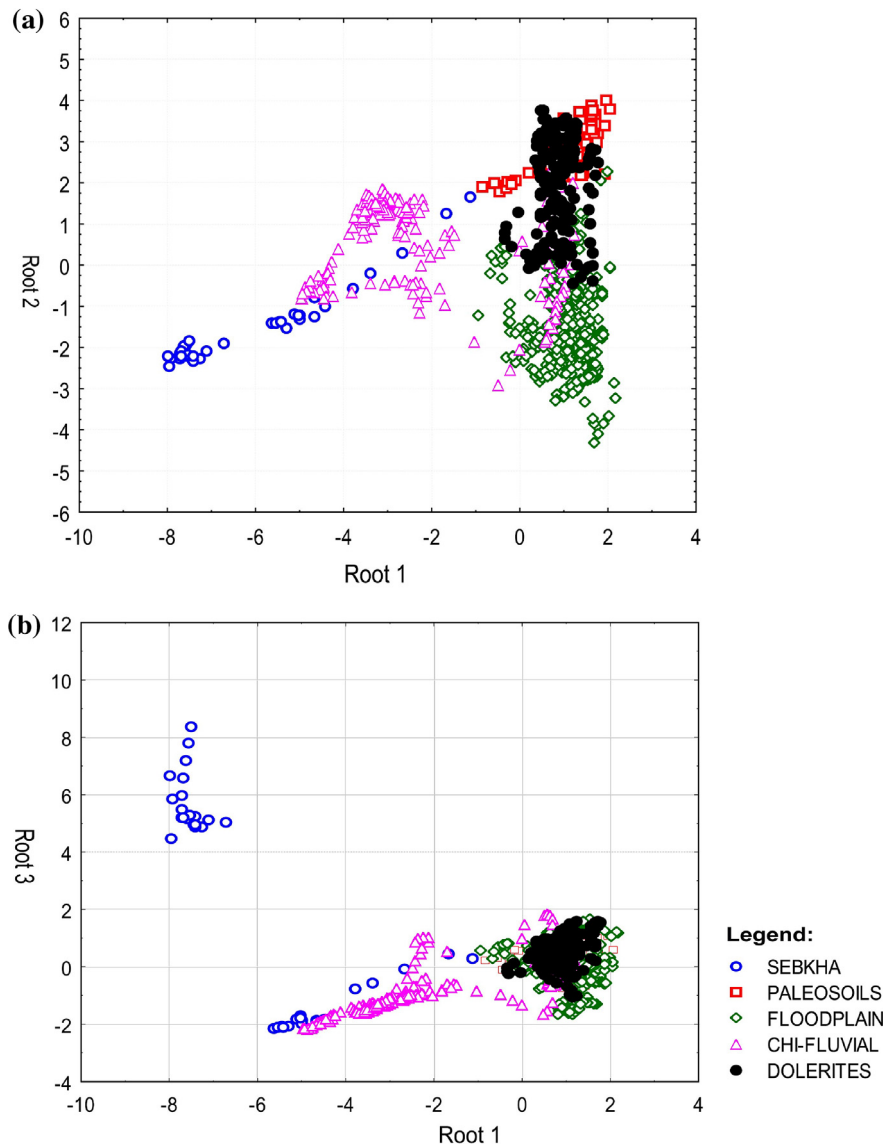 (a)
6
5
4
3
2
1
0
-1
-2
-3
-4
-5
-6
Root 2
-10 -8 -6 -4 -2 0 2 4
Root 1
(b)
12
10
8
6
4
2
0
-2
-4
Root 3
-10 -8 -6 -4 -2 0 2 4
Root 1
Legend:
SEBKHA
PALEOSOILS
FLOODPLAIN
CHI-FLUVIAL
DOLERITES